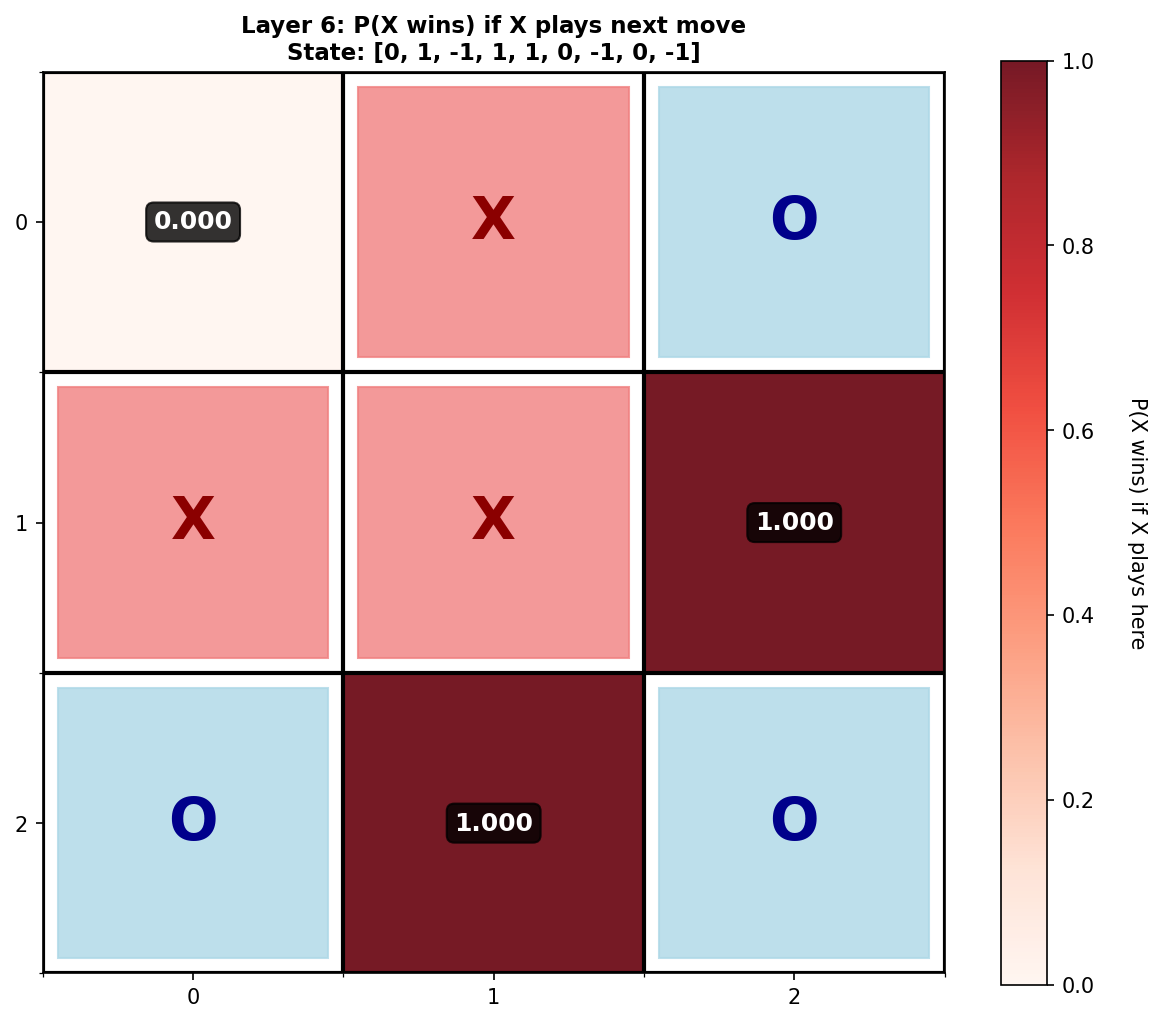 Layer 6: P(X wins) if X plays next move
State: [0, 1, -1, 1, 1, 0, -1, 0, -1]
0
0.000
X
O
1
X
X
1.000
2
O
1.000
O
0
1
2
1.0
0.8
0.6
0.4
0.2
0.0
P(X wins) if X plays here